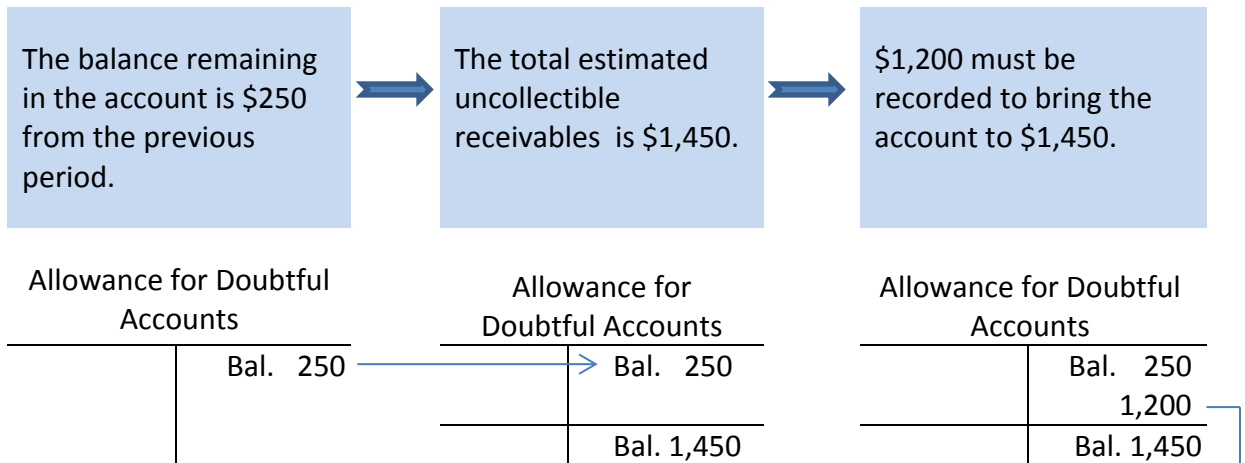 The balance remaining
in the account is $250
from the previous
period.
The total estimated
uncollectible
receivables is $1,450.
$1,200 must be
recorded to bring the
account to $1,450.
Allowance for Doubtful
Accounts
Bal. 250
Allowance for
Doubtful Accounts
Bal. 250
Bal. 1,450
Allowance for Doubtful
Accounts
Bal. 250
1,200
Bal. 1,450